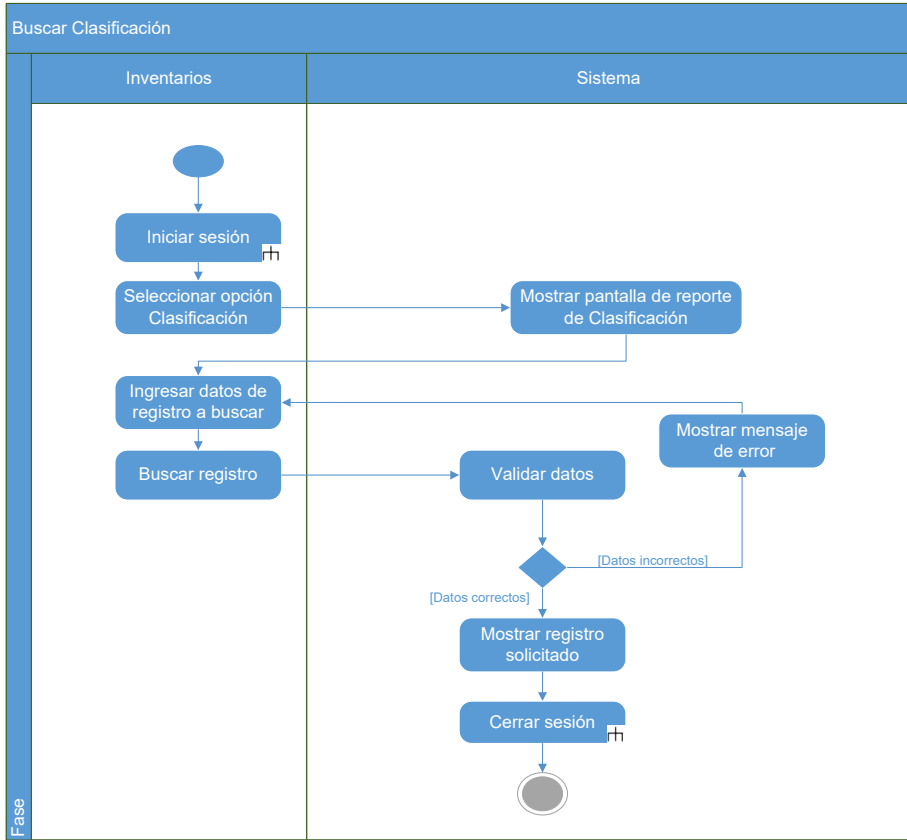 Buscar Clasificación
Inventarios
Sistema
Iniciar sesión
Seleccionar opción
Clasificación
Mostrar pantalla de reporte
de Clasificación
Ingresar datos de
registro a buscar
Mostrar mensaje
de error
Buscar registro
Validar datos
[Datos incorrectos]
[Datos correctos]
Mostrar registro
solicitado
Cerrar sesión
Fase